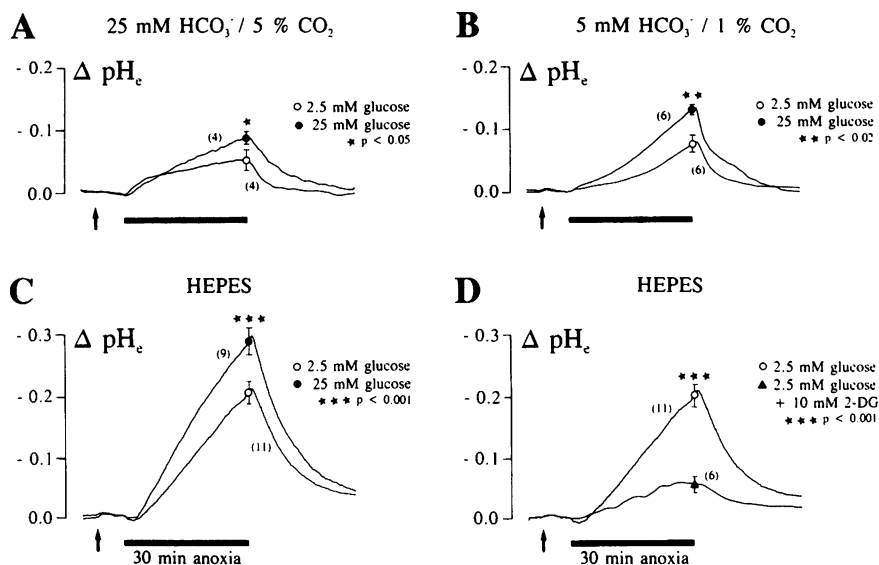 A
25 mM HCO3- / 5 % CO2
- 0.2
Δ pHe
- 0.1
0.0
(4)
★
(4)
○ 2.5 mM glucose
● 25 mM glucose
★ p < 0.05
B
5 mM HCO3- / 1 % CO2
- 0.2
Δ pHe
- 0.1
0.0
(6)
★ ★
(6)
○ 2.5 mM glucose
● 25 mM glucose
★ ★ p < 0.02
C
HEPES
- 0.3
Δ pHe
- 0.2
- 0.1
0.0
★ ★ ★
(9)
(11)
○ 2.5 mM glucose
● 25 mM glucose
★ ★ ★ p < 0.001
30 min anoxia
D
HEPES
- 0.3
Δ pHe
- 0.2
- 0.1
0.0
★ ★ ★
(11)
(6)
○ 2.5 mM glucose
▲ 2.5 mM glucose
+ 10 mM 2-DG
★ ★ ★ p < 0.001
30 min anoxia